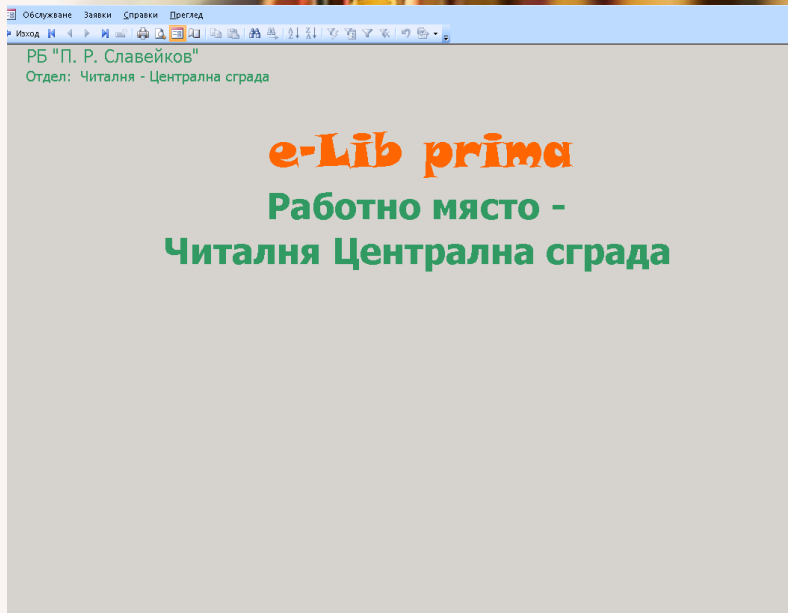 Обслужване Заявки Справки Преглед
Изход
РБ "П. Р. Славейков"
Отдел: Читалня - Централна сграда
e-Lib prima
Работно място -
Читалня Централна сграда